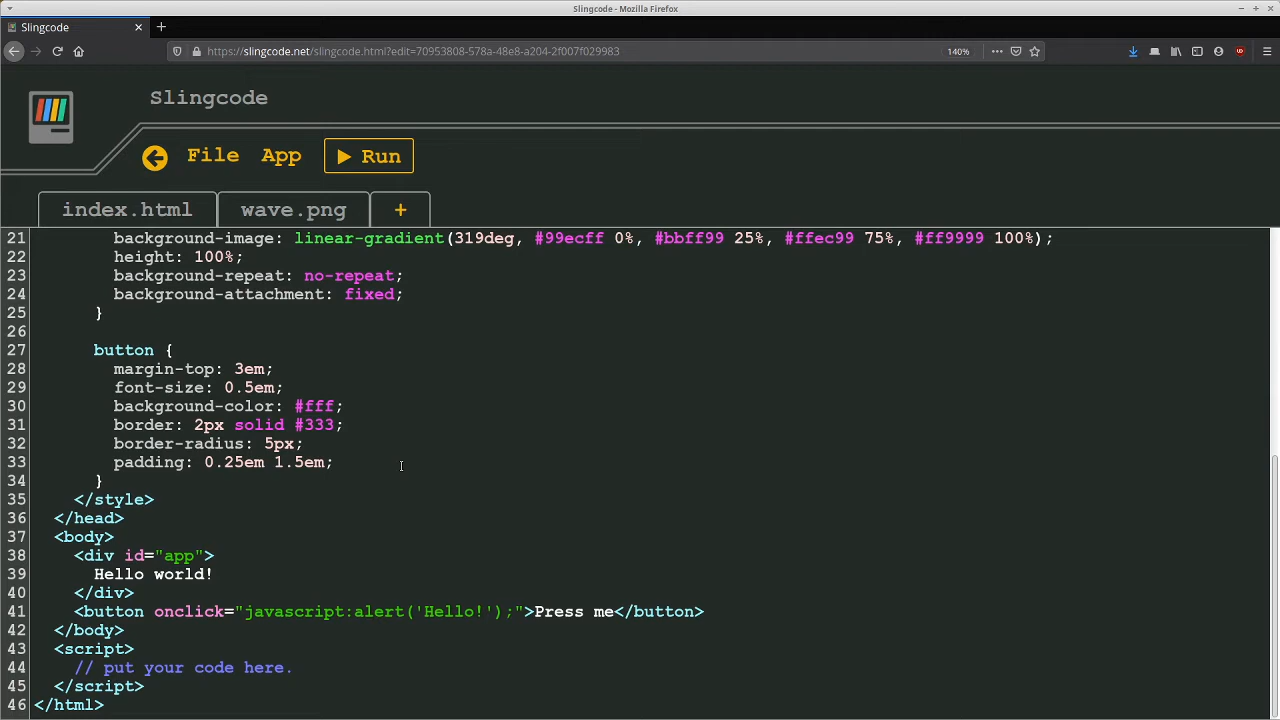 Slingcode - Mozilla Firefox
Slingcode
https://slingcode.net/slingcode.html?edit=70953808-578a-48e8-a204-2f007f029983
140%
Slingcode
File App Run
index.html wave.png +
21 background-image: linear-gradient(319deg, #99ecff 0%, #bbff99 25%, #ffec99 75%, #ff9999 100%);
22 height: 100%;
23 background-repeat: no-repeat;
24 background-attachment: fixed;
25 }
26
27 button {
28 margin-top: 3em;
29 font-size: 0.5em;
30 background-color: #fff;
31 border: 2px solid #333;
32 border-radius: 5px;
33 padding: 0.25em 1.5em;
34 }
35 </style>
36 </head>
37 <body>
38 <div id="app">
39 Hello world!
40 </div>
41 <button onclick="javascript:alert('Hello!');">Press me</button>
42 </body>
43 <script>
44 // put your code here.
45 </script>
46 </html>